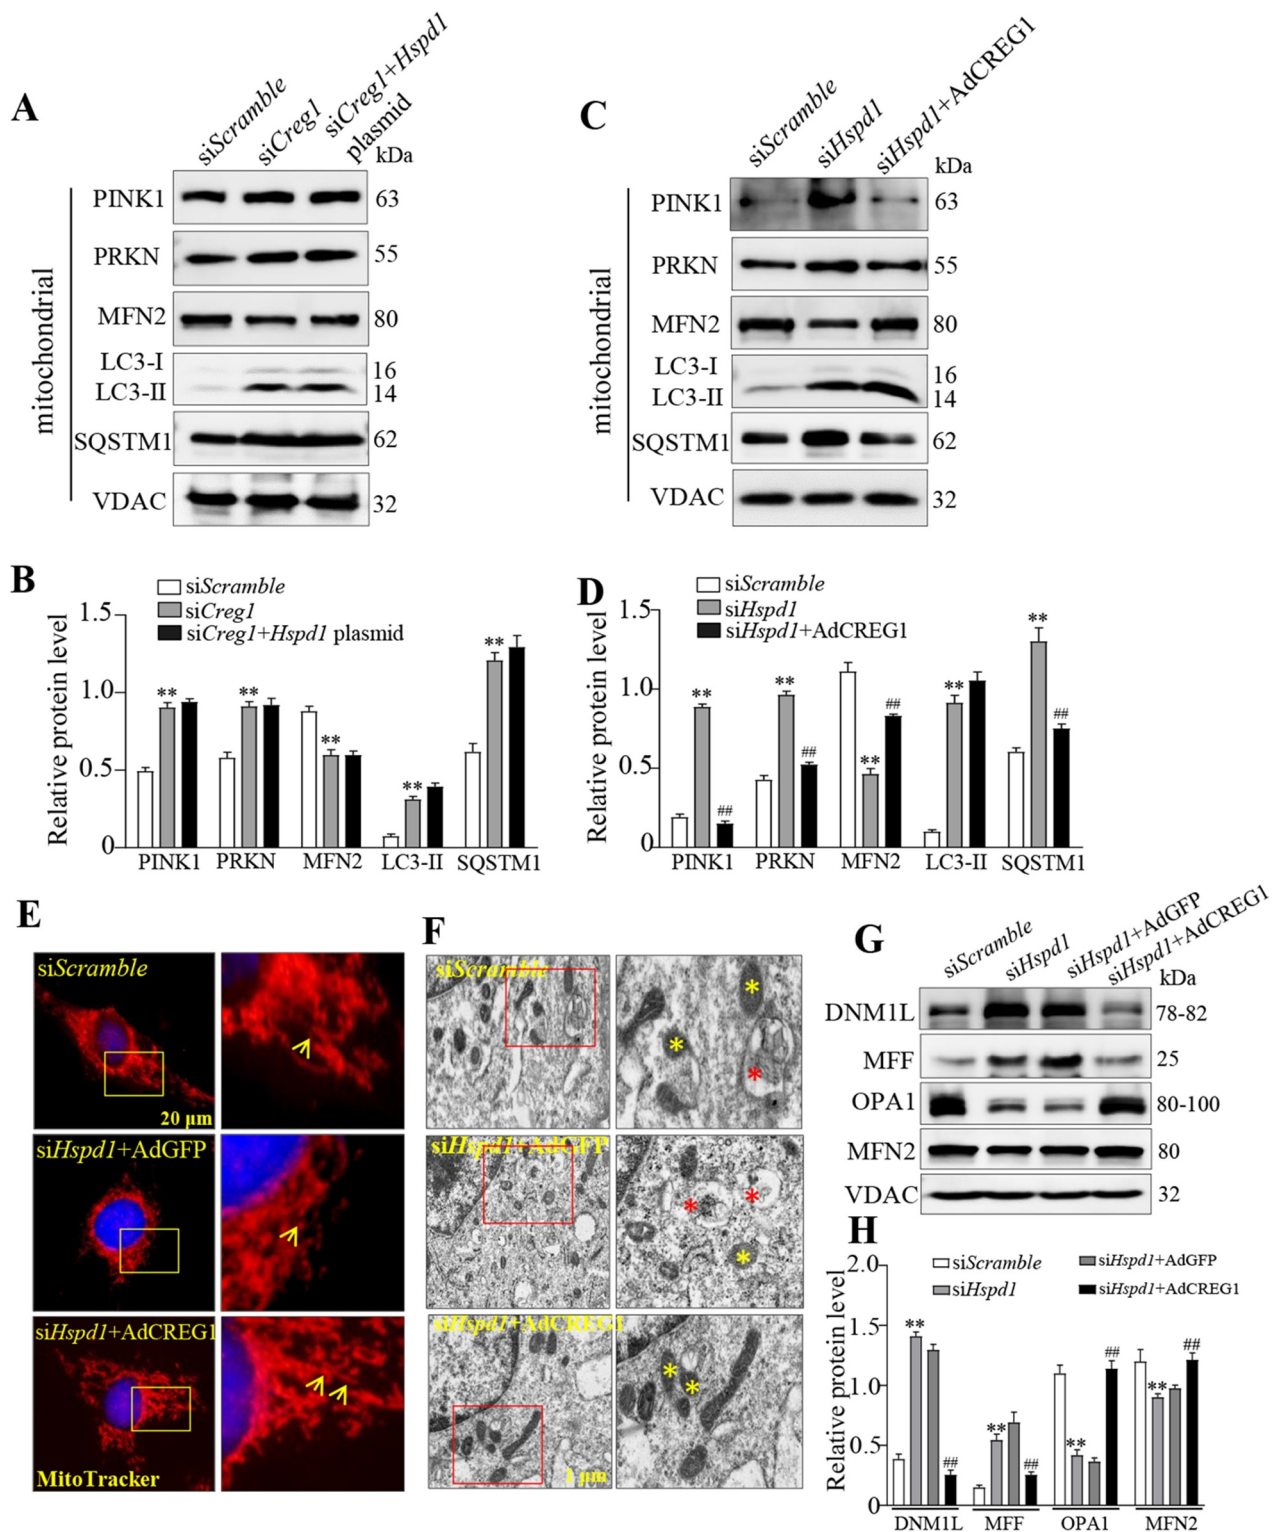 A
siScramble
siCreg1
siCreg1+Hspd1
plasmid
kDa
mitochondrial
PINK1
63
PRKN
55
MFN2
80
LC3-I
16
LC3-II
14
SQSTM1
62
VDAC
32
C
siScramble
siHspd1
siHspd1+AdCREG1
kDa
mitochondrial
PINK1
63
PRKN
55
MFN2
80
LC3-I
16
LC3-II
14
SQSTM1
62
VDAC
32
B
siScramble
siCreg1
siCreg1+Hspd1 plasmid
Relative protein level
1.5
1.0
0.5
0
** ** ** ** **
PINK1 PRKN MFN2 LC3-II SQSTM1
D
siScramble
siHspd1
siHspd1+AdCREG1
Relative protein level
1.5
1.0
0.5
0
** ## ** ## ** ## ** ** ##
PINK1 PRKN MFN2 LC3-II SQSTM1
E
siScramble
20 μm
siHspd1+AdGFP
siHspd1+AdCREG1
MitoTracker
F
siScramble
* * *
siHspd1+AdGFP
* * *
siHspd1+AdCREG1
* *
1 μm
G
siScramble
siHspd1
siHspd1+AdGFP
siHspd1+AdCREG1
kDa
DNM1L
78-82
MFF
25
OPA1
80-100
MFN2
80
VDAC
32
H
siScramble
siHspd1
siHspd1+AdGFP
siHspd1+AdCREG1
Relative protein level
2.0
1.5
1.0
0.5
0
** ## ** ## ** ## ** ##
DNM1L MFF OPA1 MFN2